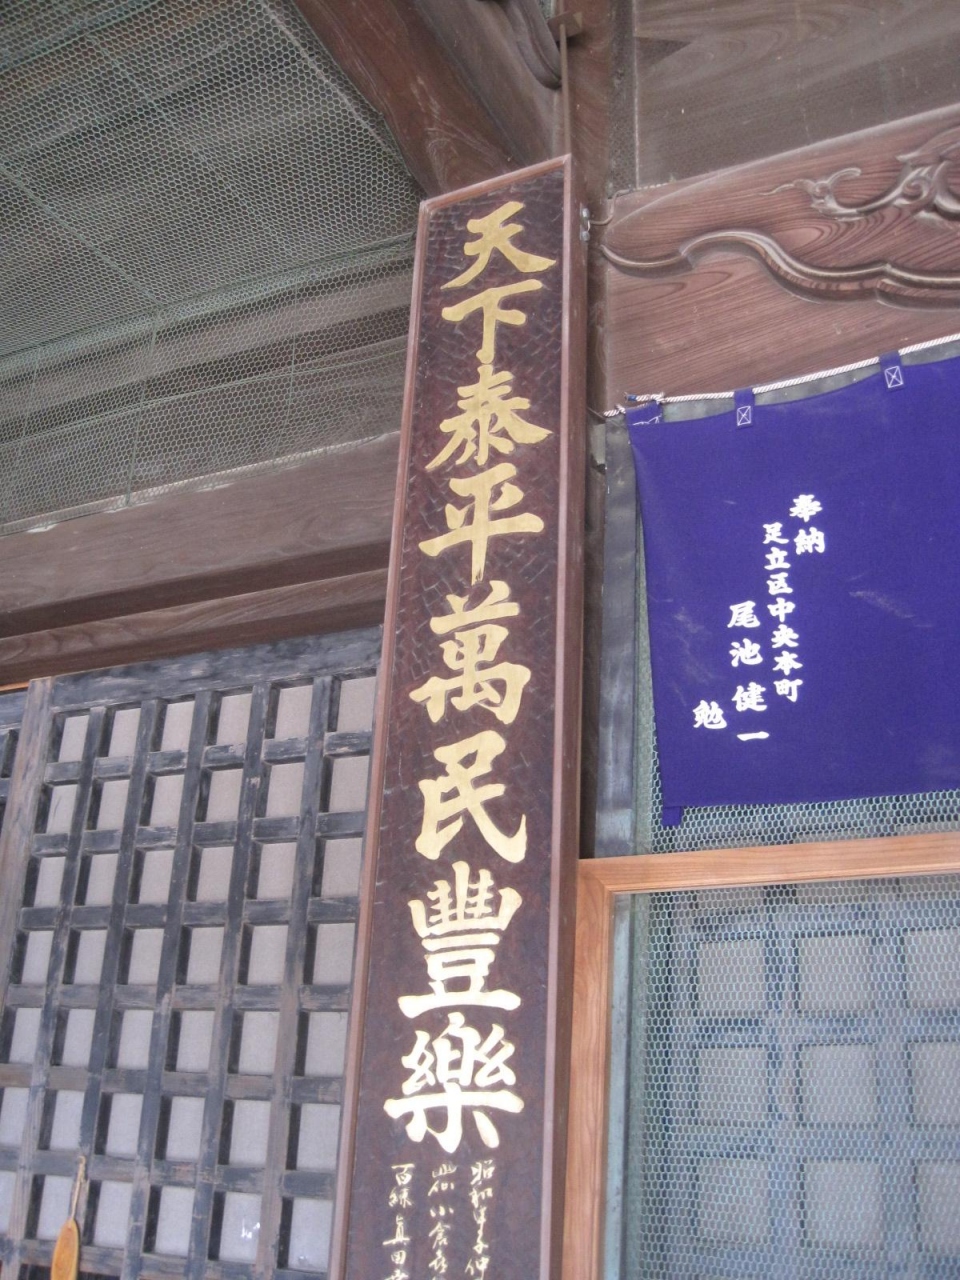 奉納
足立区中央本町
尾池健一
勉
天下泰平萬民豐樂